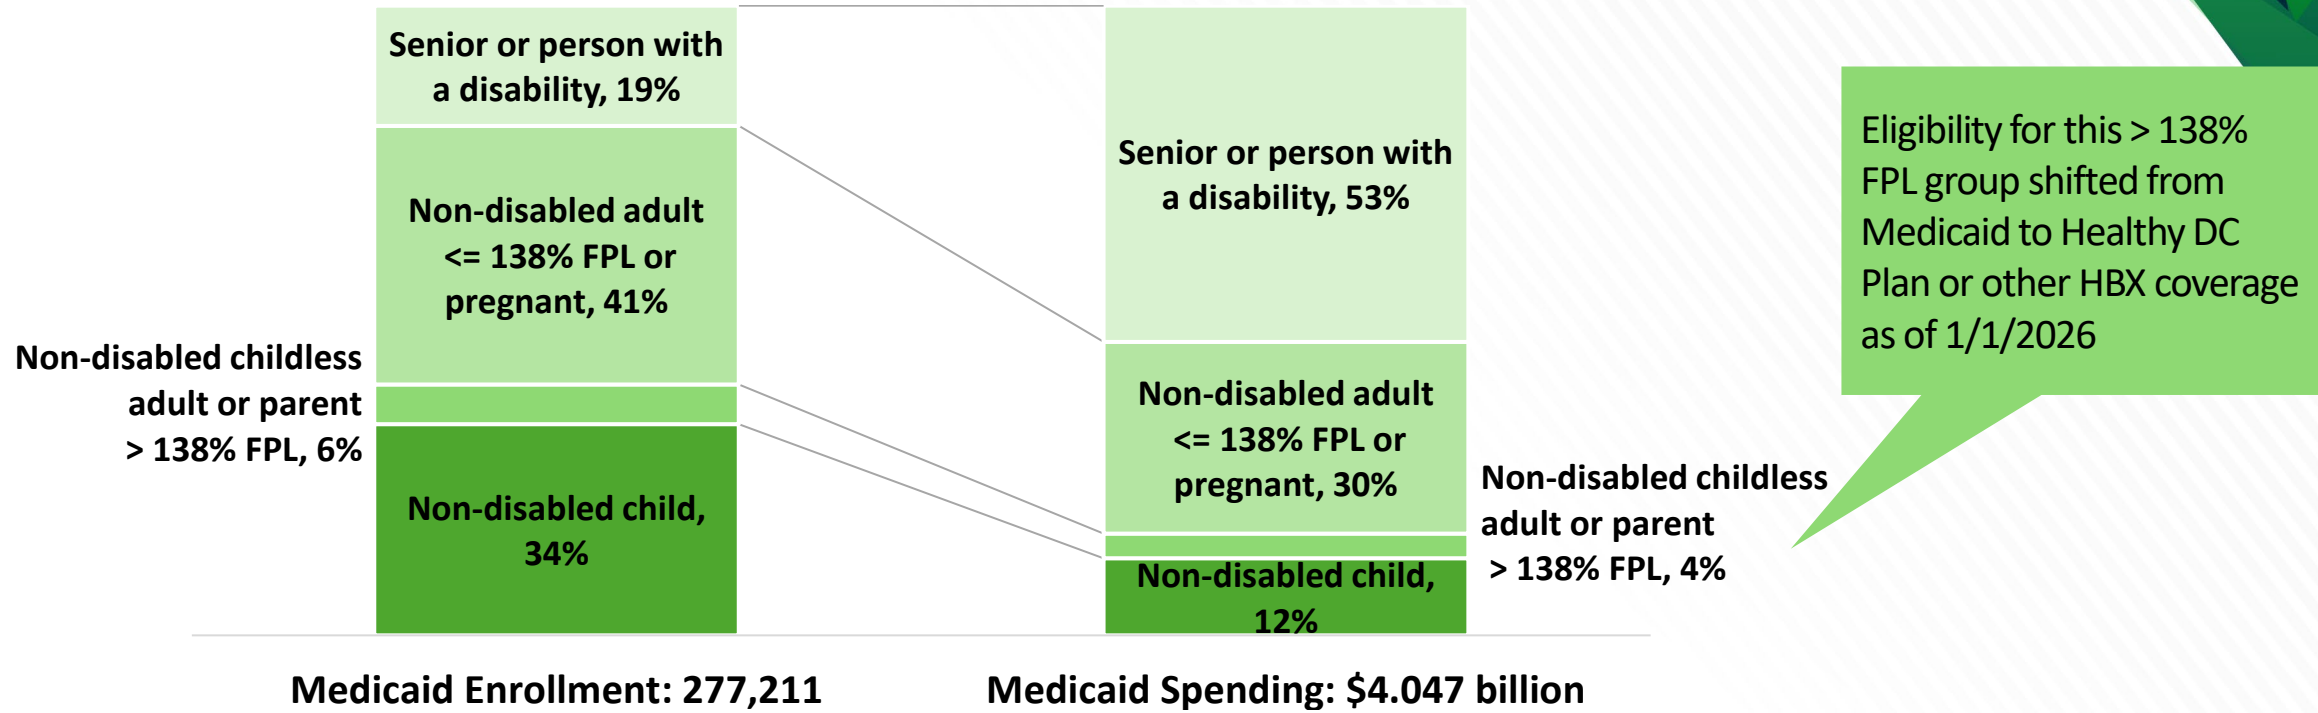 Senior or person with
a disability, 19%
Non-disabled adult
<= 138% FPL or
pregnant, 41%
Non-disabled childless
adult or parent
> 138% FPL, 6%
Non-disabled child,
34%
Medicaid Enrollment: 277,211
Senior or person with
a disability, 53%
Non-disabled adult
<= 138% FPL or
pregnant, 30%
Non-disabled childless
adult or parent
> 138% FPL, 4%
Non-disabled child,
12%
Medicaid Spending: $4.047 billion
Eligibility for this > 138%
FPL group shifted from
Medicaid to Healthy DC
Plan or other HBX coverage
as of 1/1/2026